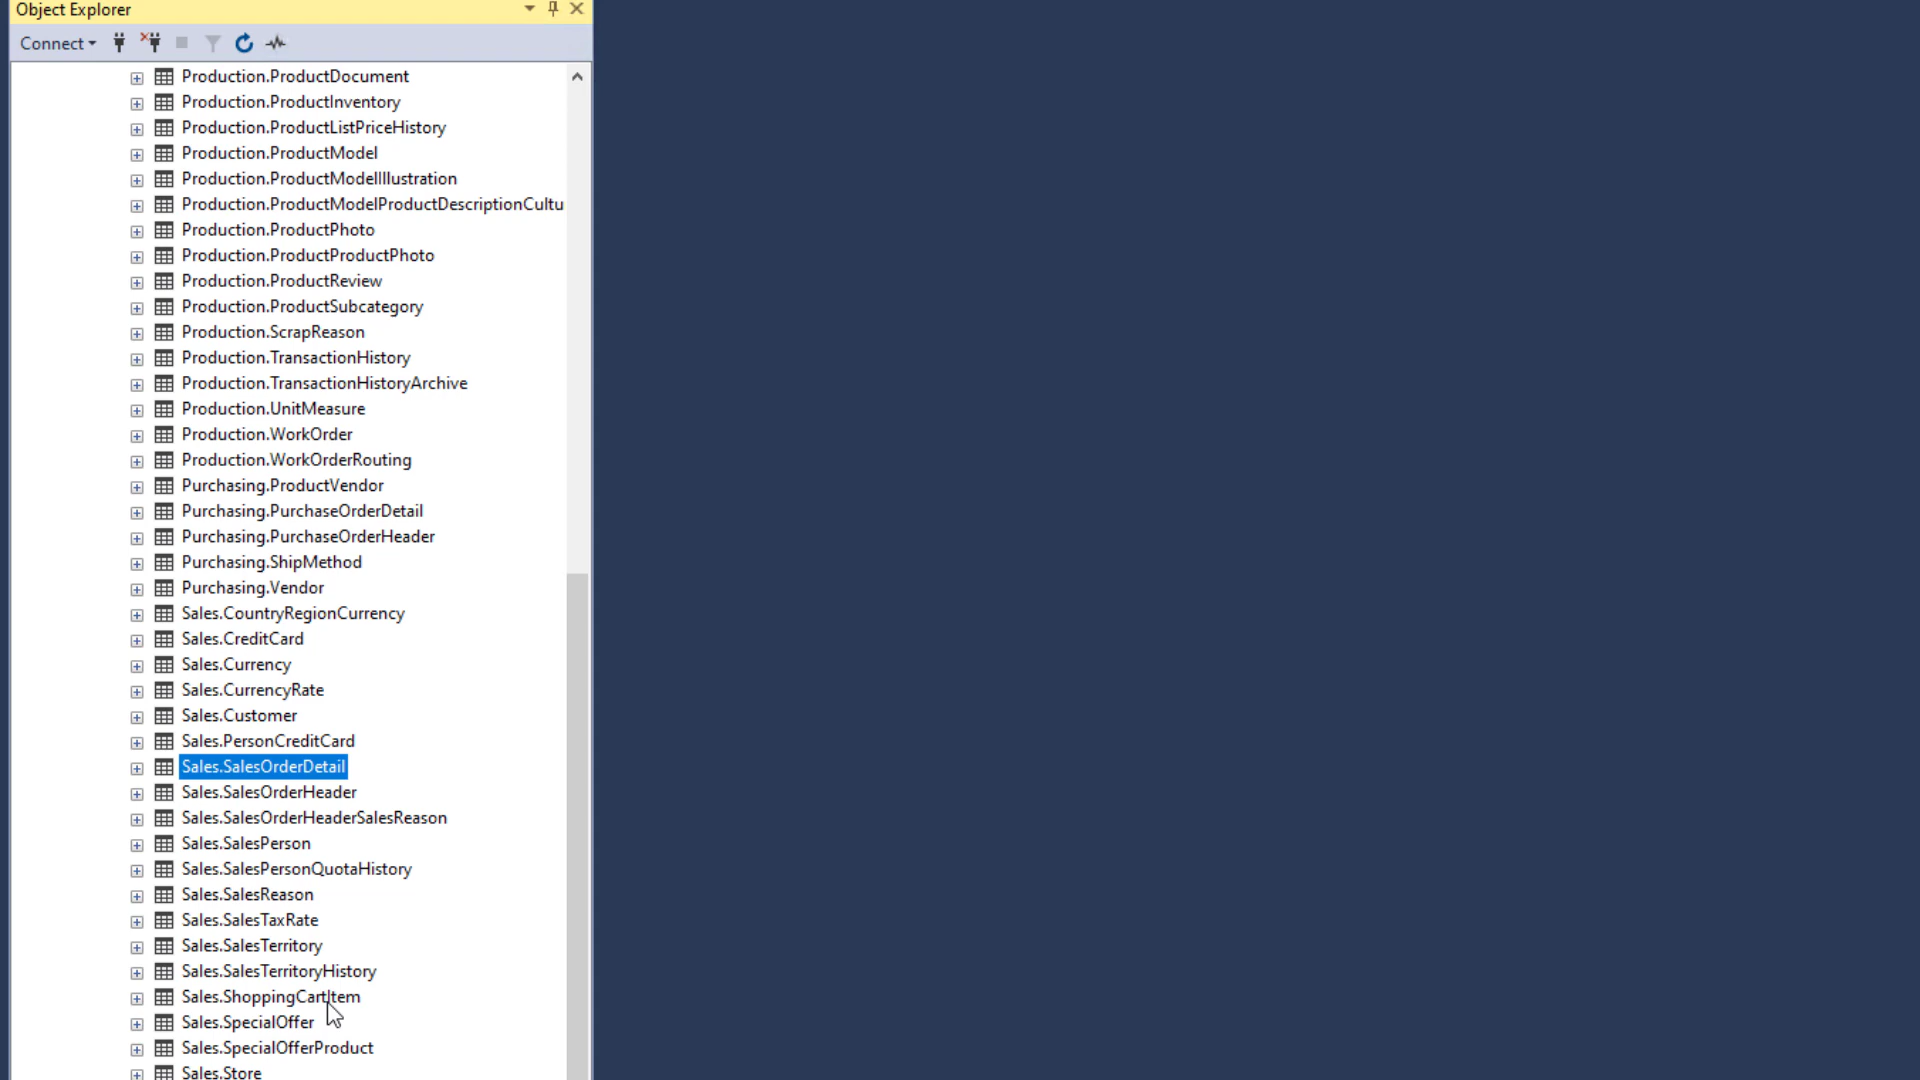 Object Explorer
Connect
Production.ProductDocument
Production.ProductInventory
Production.ProductListPriceHistory
Production.ProductModel
Production.ProductModelIllustration
Production.ProductModelProductDescriptionCultu
Production.ProductPhoto
Production.ProductProductPhoto
Production.ProductReview
Production.ProductSubcategory
Production.ScrapReason
Production.TransactionHistory
Production.TransactionHistoryArchive
Production.UnitMeasure
Production.WorkOrder
Production.WorkOrderRouting
Purchasing.ProductVendor
Purchasing.PurchaseOrderDetail
Purchasing.PurchaseOrderHeader
Purchasing.ShipMethod
Purchasing.Vendor
Sales.CountryRegionCurrency
Sales.CreditCard
Sales.Currency
Sales.CurrencyRate
Sales.Customer
Sales.PersonCreditCard
Sales.SalesOrderDetail
Sales.SalesOrderHeader
Sales.SalesOrderHeaderSalesReason
Sales.SalesPerson
Sales.SalesPersonQuotaHistory
Sales.SalesReason
Sales.SalesTaxRate
Sales.SalesTerritory
Sales.SalesTerritoryHistory
Sales.ShoppingCartItem
Sales.SpecialOffer
Sales.SpecialOfferProduct
Sales.Store